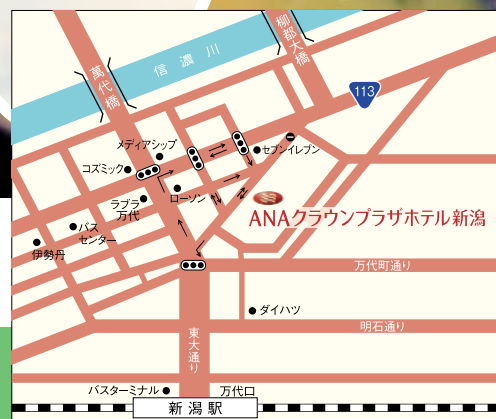 柳都大橋
信濃川
萬代橋
113
メディアシップ
セブンイレブン
コズミック
ローソン
ラブラ
万代
ANAクラウンプラザホテル新潟
バス
センター
伊勢丹
万代町通り
ダイハツ
明石通り
東大通り
バスターミナル
万代口
新潟駅